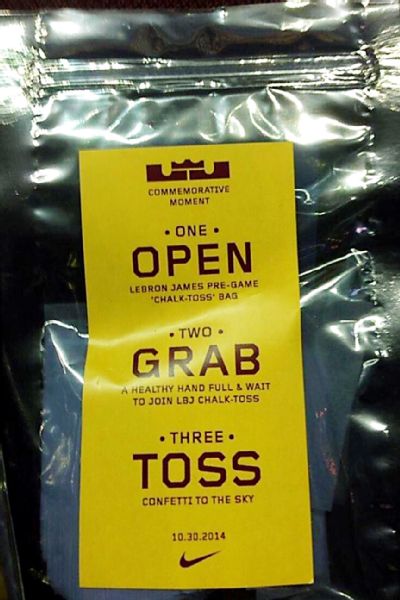 COMMEMORATIVE
MOMENT
• ONE •
OPEN
LEBRON JAMES PRE-GAME
'CHALK-TOSS' BAG
• TWO •
GRAB
A HEALTHY HAND FULL & WAIT
TO JOIN LBJ CHALK-TOSS
• THREE •
TOSS
CONFETTI TO THE SKY
10.30.2014